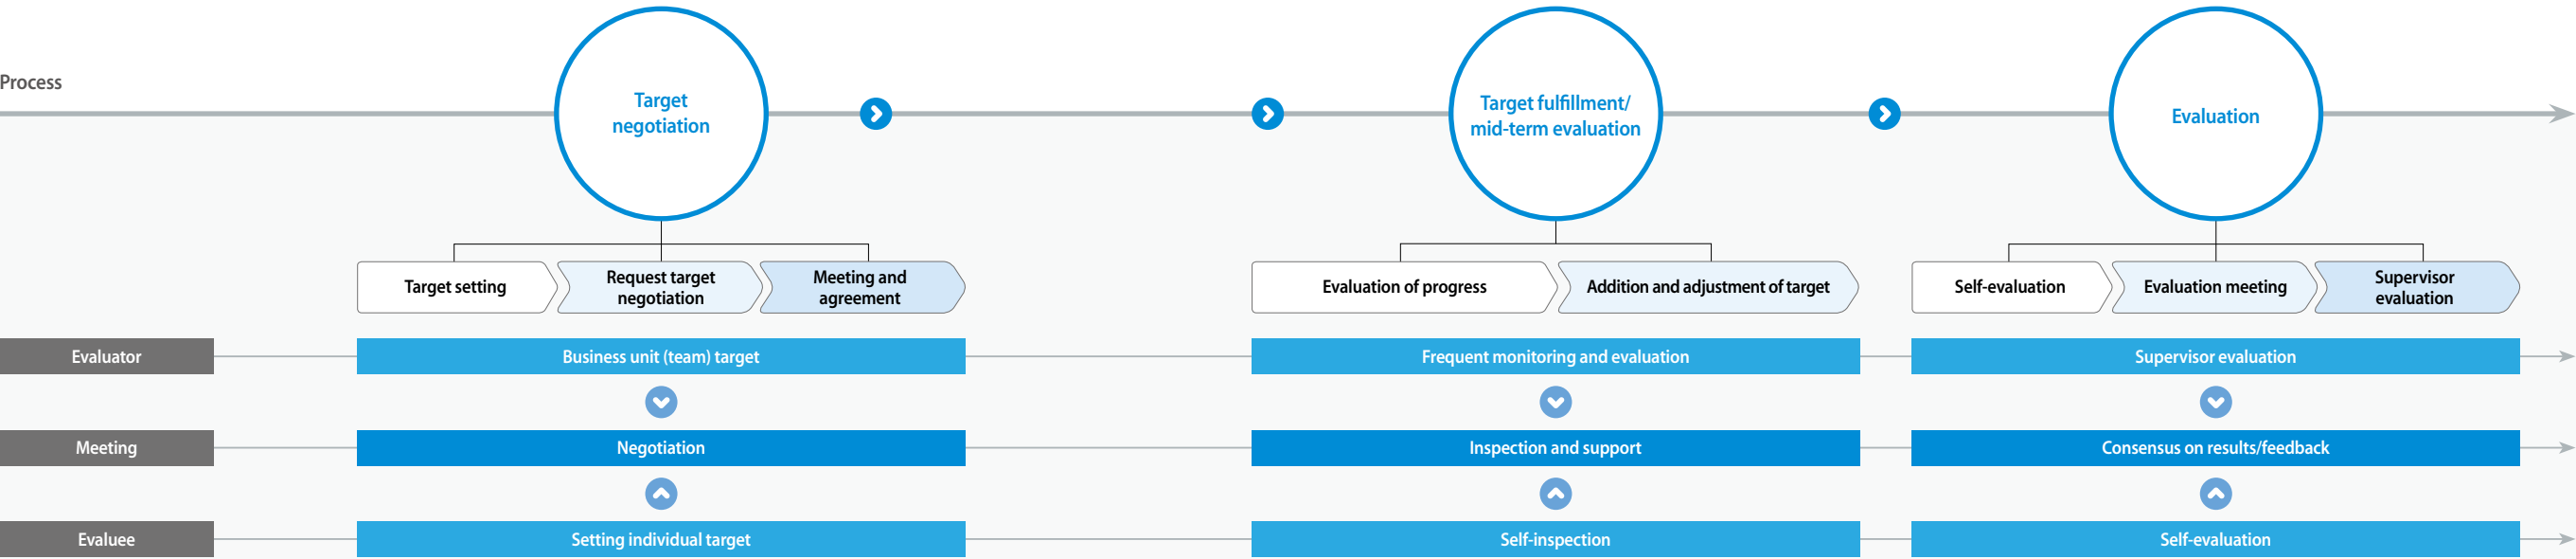 Process
Target
negotiation
Target fulfillment/
mid-term evaluation
Evaluation
Target setting
Request target
negotiation
Meeting and
agreement
Evaluation of progress
Addition and adjustment of target
Self-evaluation
Evaluation meeting
Supervisor
evaluation
Evaluator
Business unit (team) target
Frequent monitoring and evaluation
Supervisor evaluation
Meeting
Negotiation
Inspection and support
Consensus on results/feedback
Evaluee
Setting individual target
Self-inspection
Self-evaluation